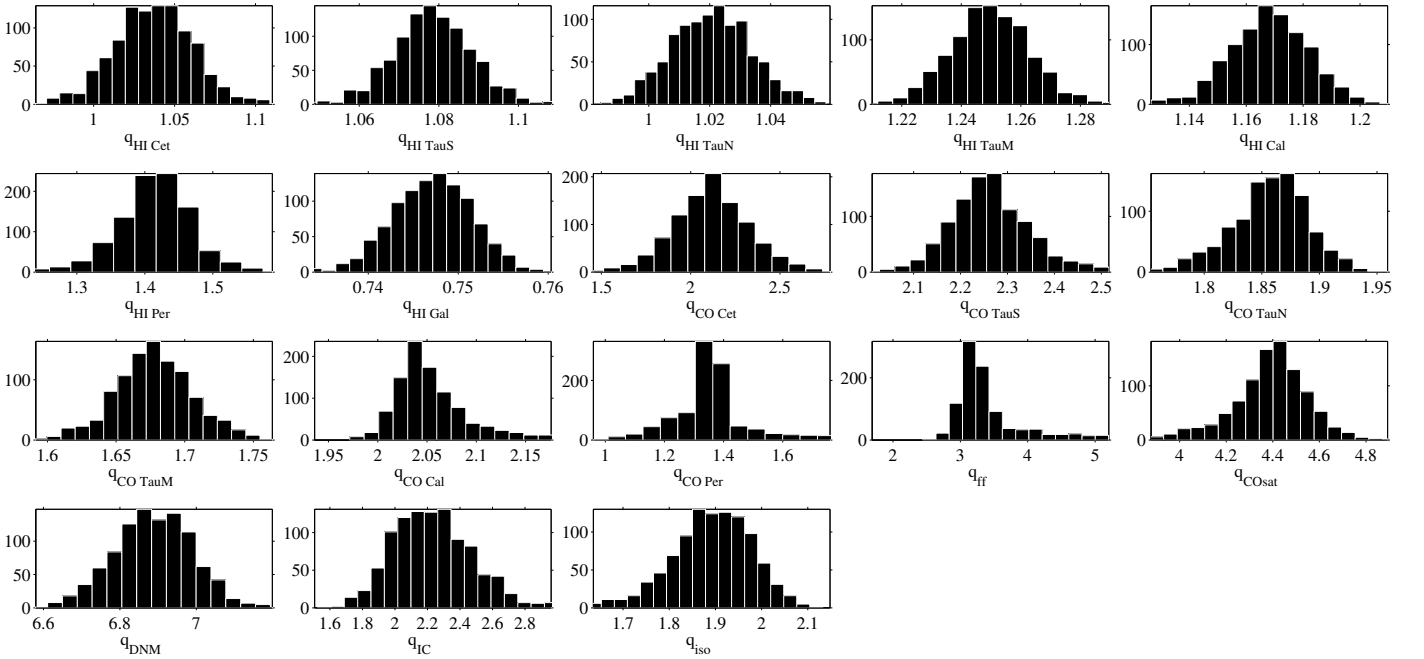 100
50
0
1 1.05 1.1
q_HI Cet
100
50
0
1.06 1.08 1.1
q_HI TauS
100
50
0
1 1.02 1.04
q_HI TauN
100
0
1.22 1.24 1.26 1.28
q_HI TauM
100
0
1.14 1.16 1.18 1.2
q_HI Cal
200
100
0
1.3 1.4 1.5
q_HI Per
100
50
0
0.74 0.75 0.76
q_HI Gal
200
100
0
1.5 2 2.5
q_CO Cet
100
0
2.1 2.2 2.3 2.4 2.5
q_CO TauS
100
0
1.8 1.85 1.9 1.95
q_CO TauN
100
0
1.6 1.65 1.7 1.75
q_CO TauM
200
100
0
1.95 2 2.05 2.1 2.15
q_CO Cal
200
0
1 1.2 1.4 1.6
q_CO Per
200
0
2 3 4 5
q_ff
100
0
4 4.2 4.4 4.6 4.8
q_COsat
100
50
0
6.6 6.8 7
q_DNM
100
50
0
1.6 1.8 2 2.2 2.4 2.6 2.8
q_IC
100
50
0
1.7 1.8 1.9 2 2.1
q_iso